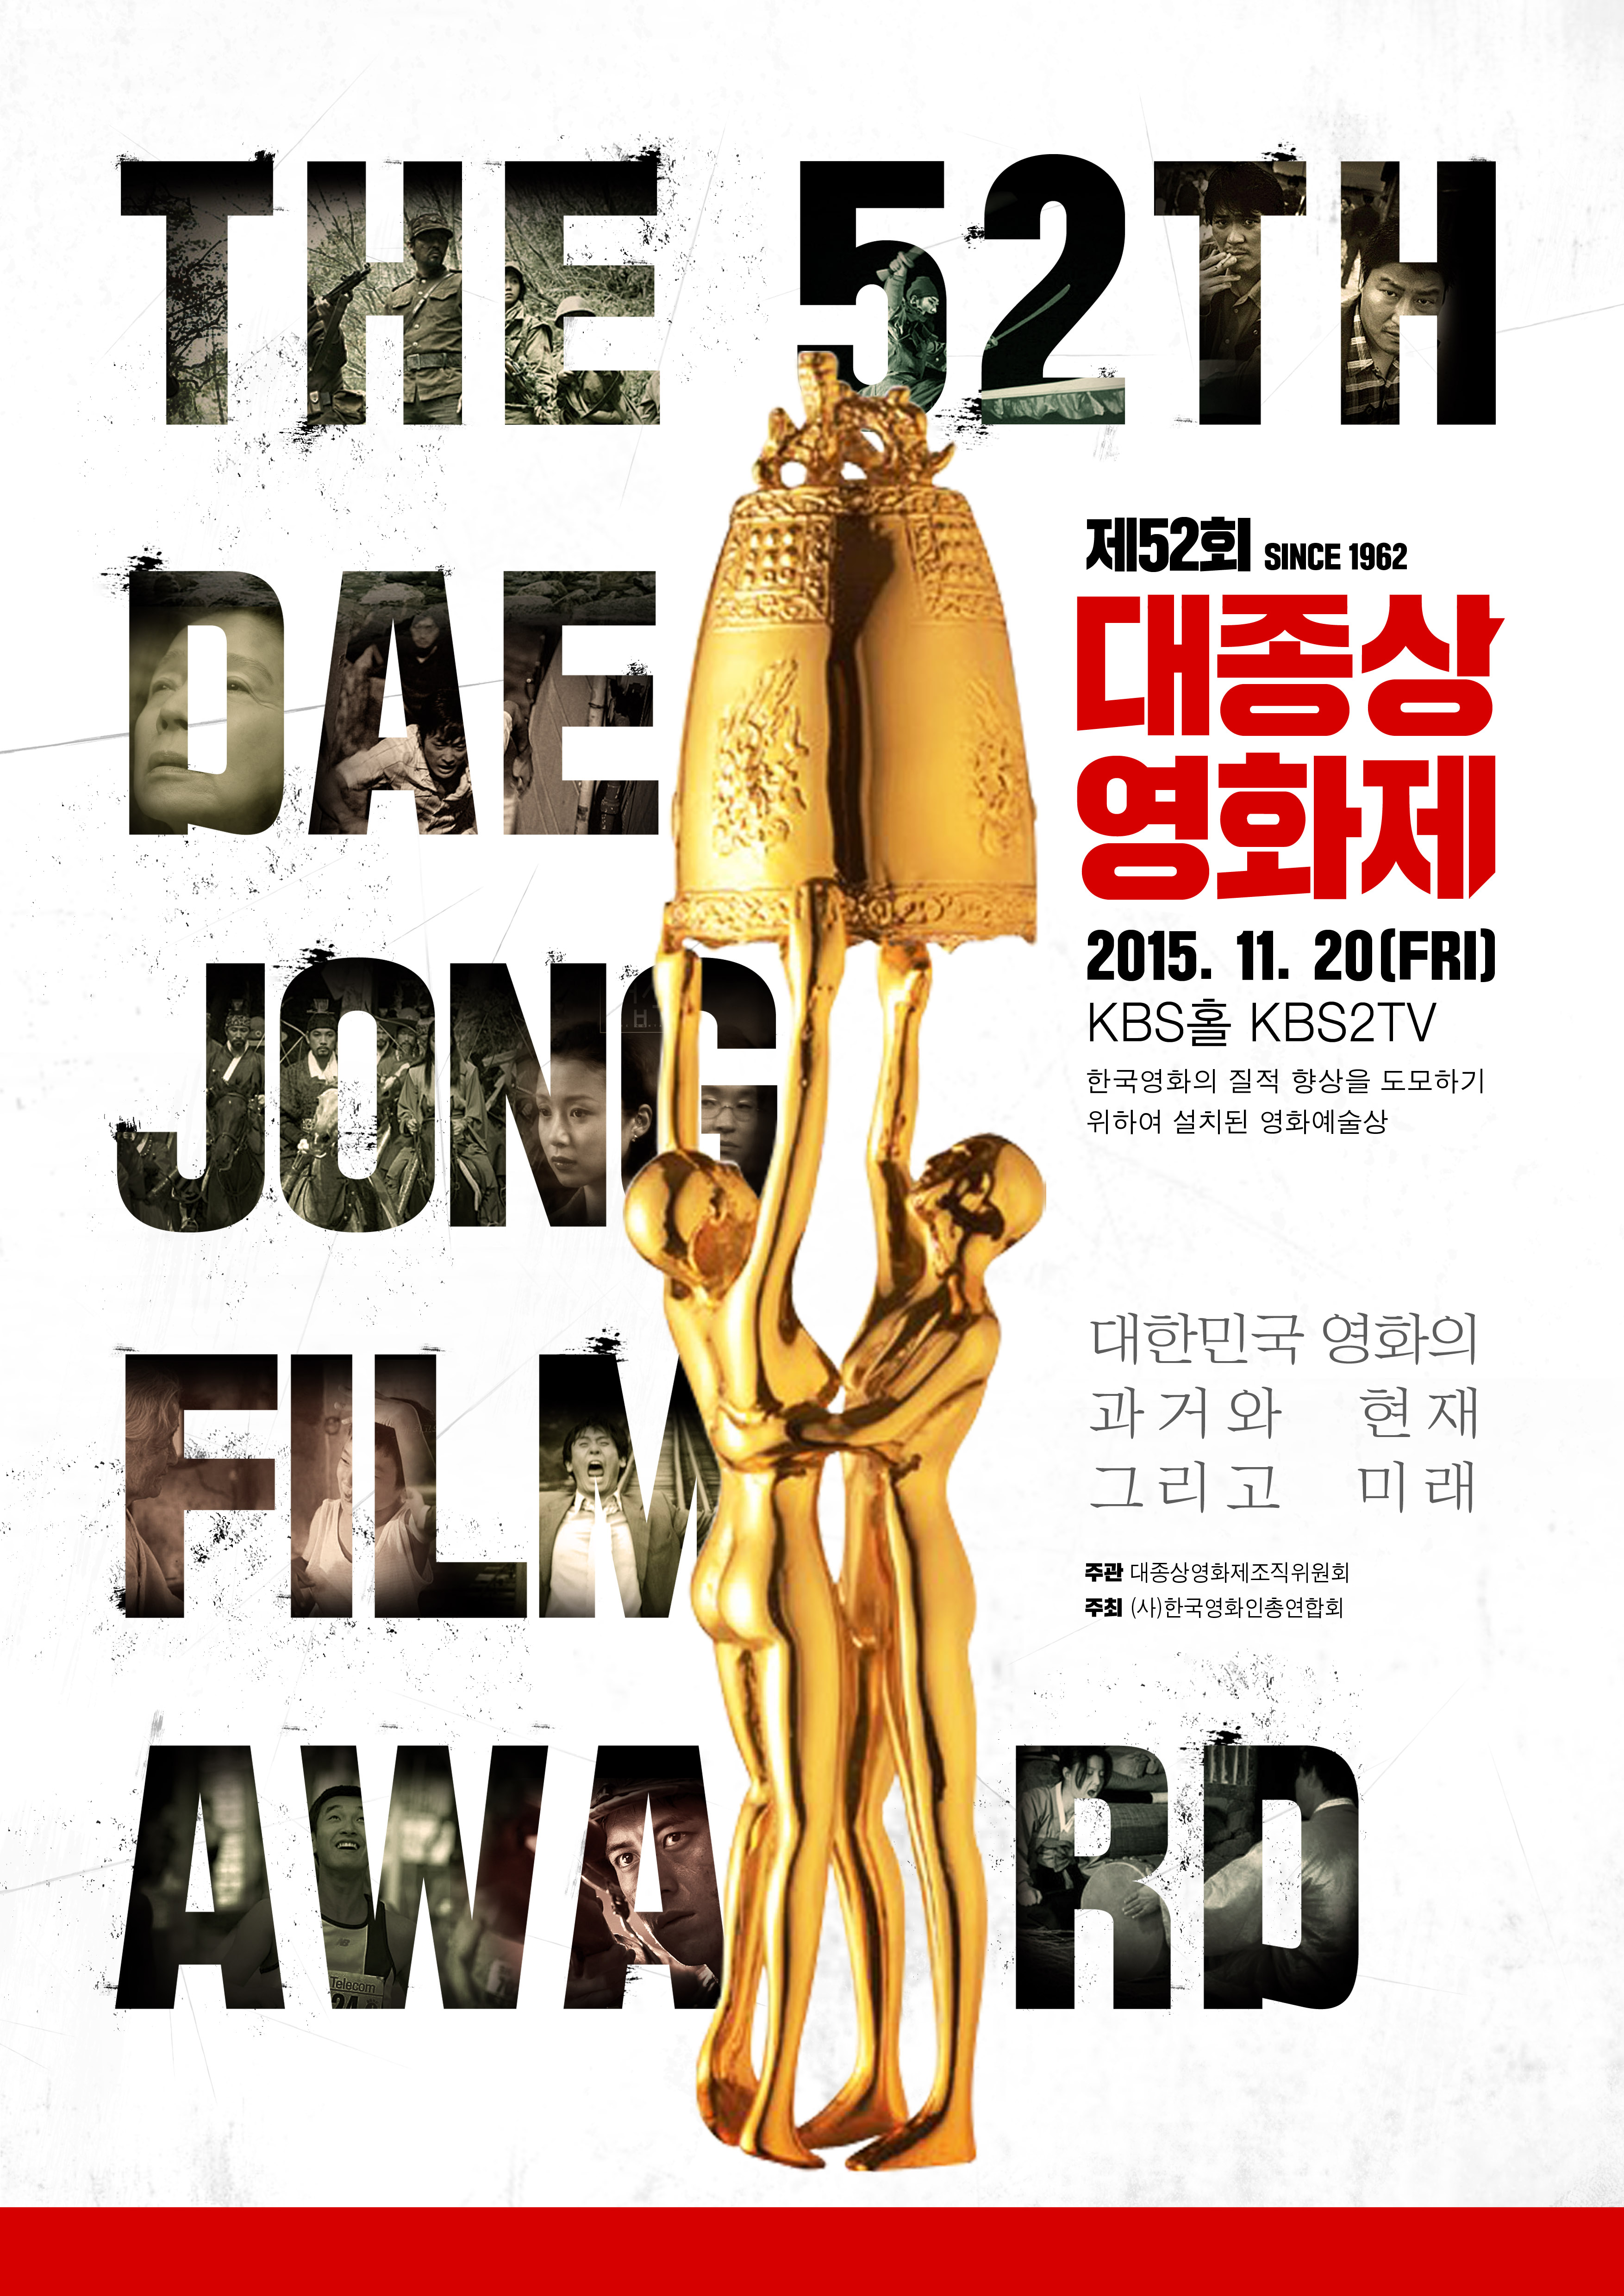 THE 52TH
제52회 SINCE 1962
대종상
영화제
2015. 11. 20(FRI)
KBS홀 KBS2TV
한국영화의 질적 향상을 도모하기
위하여 설치된 영화예술상
DAE
JONG
FILM
대한민국 영화의
과거와 현재
그리고 미래
주관 대종상영화제조직위원회
주최 (사)한국영화인총연합회
AWARD
Telecom